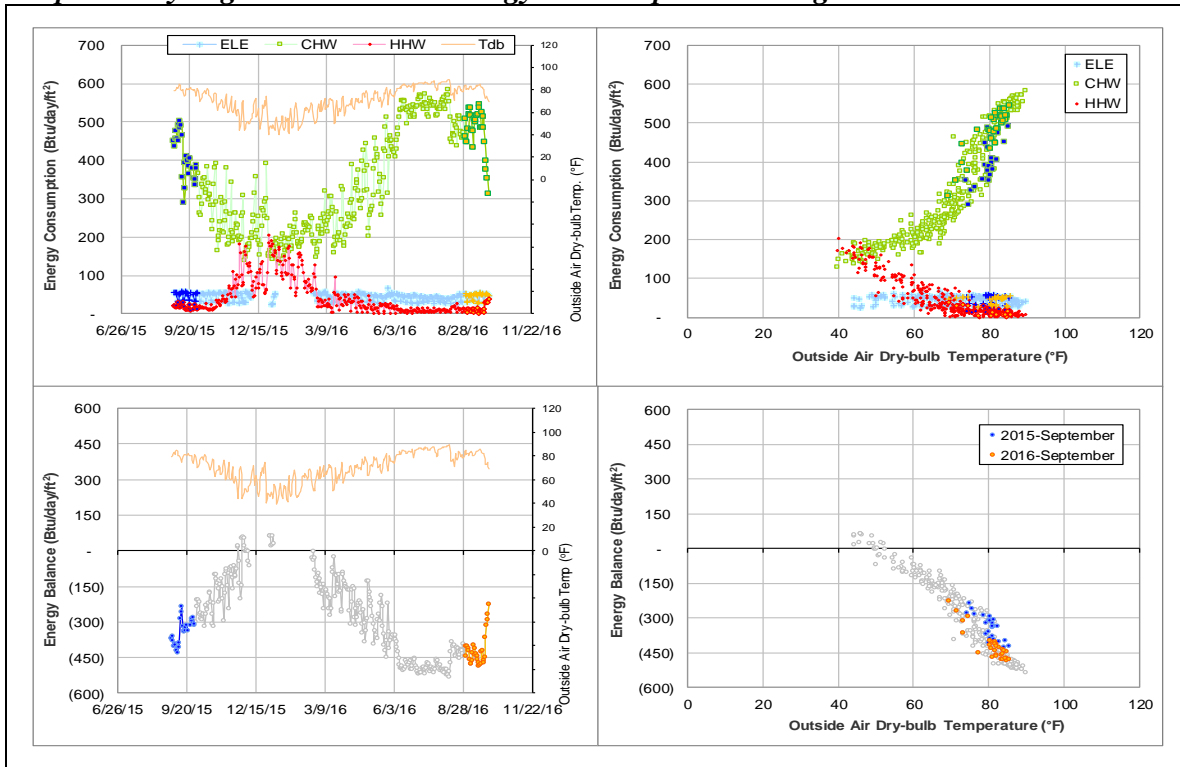 ELE CHW HHW Tdb
Energy Consumption (Btu/day/ft²)
700
600
500
400
300
200
100
-
120
100
80
60
40
20
0
Outside Air Dry-bulb Temp. (°F)
6/26/15 9/20/15 12/15/15 3/9/16 6/3/16 8/28/16 11/22/16
Energy Consumption (Btu/day/ft²)
700
600
500
400
300
200
100
-
ELE
CHW
HHW
0 20 40 60 80 100 120
Outside Air Dry-bulb Temperature (°F)
Energy Balance (Btu/day/ft²)
600
450
300
150
-
(150)
(300)
(450)
(600)
120
100
80
60
40
20
0
Outside Air Dry-bulb Temp (°F)
6/26/15 9/20/15 12/15/15 3/9/16 6/3/16 8/28/16 11/22/16
Energy Balance (Btu/day/ft²)
600
450
300
150
-
(150)
(300)
(450)
(600)
2015-September
2016-September
0 20 40 60 80 100 120
Outside Air Dry-bulb Temperature (°F)